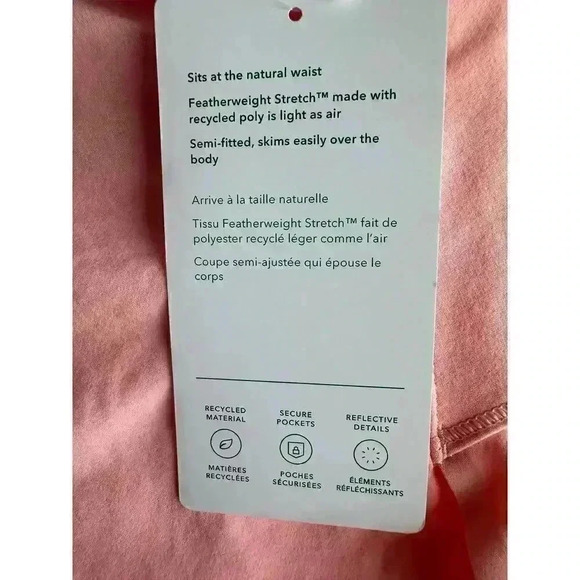 Sits at the natural waist
Featherweight Stretch™ made with
recycled poly is light as air
Semi-fitted, skims easily over the
body
Arrive à la taille naturelle
Tissu Featherweight Stretch™ fait de
polyester recyclé léger comme l'air
Coupe semi-ajustée qui épouse le
corps
RECYCLED
MATERIAL
MATIÈRES
RECYCLÉES
SECURE
POCKETS
POCHES
SÉCURISÉES
REFLECTIVE
DETAILS
ÉLÉMENTS
RÉFLÉCHISSANTS